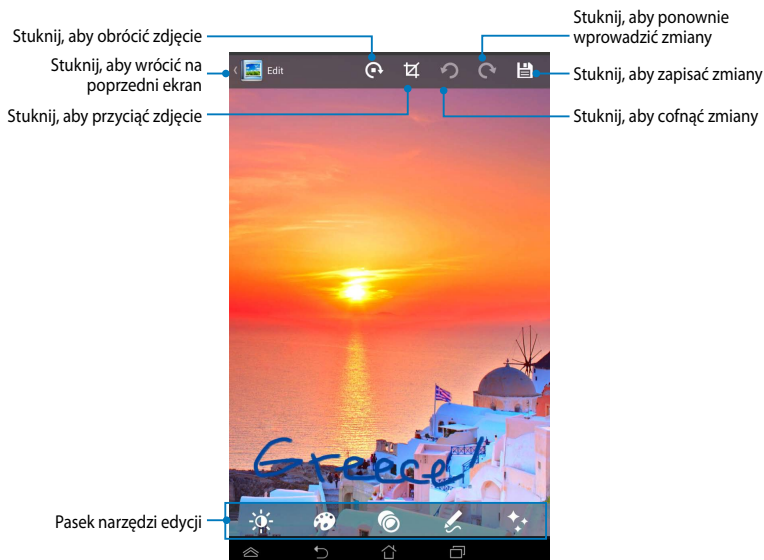 Stuknij, aby obrócić zdjęcie
Stuknij, aby wrócić na
poprzedni ekran
Stuknij, aby przyciąć zdjęcie
Stuknij, aby ponownie
wprowadzić zmiany
Stuknij, aby zapisać zmiany
Stuknij, aby cofnąć zmiany
Edit
Greece!
Pasek narzędzi edycji